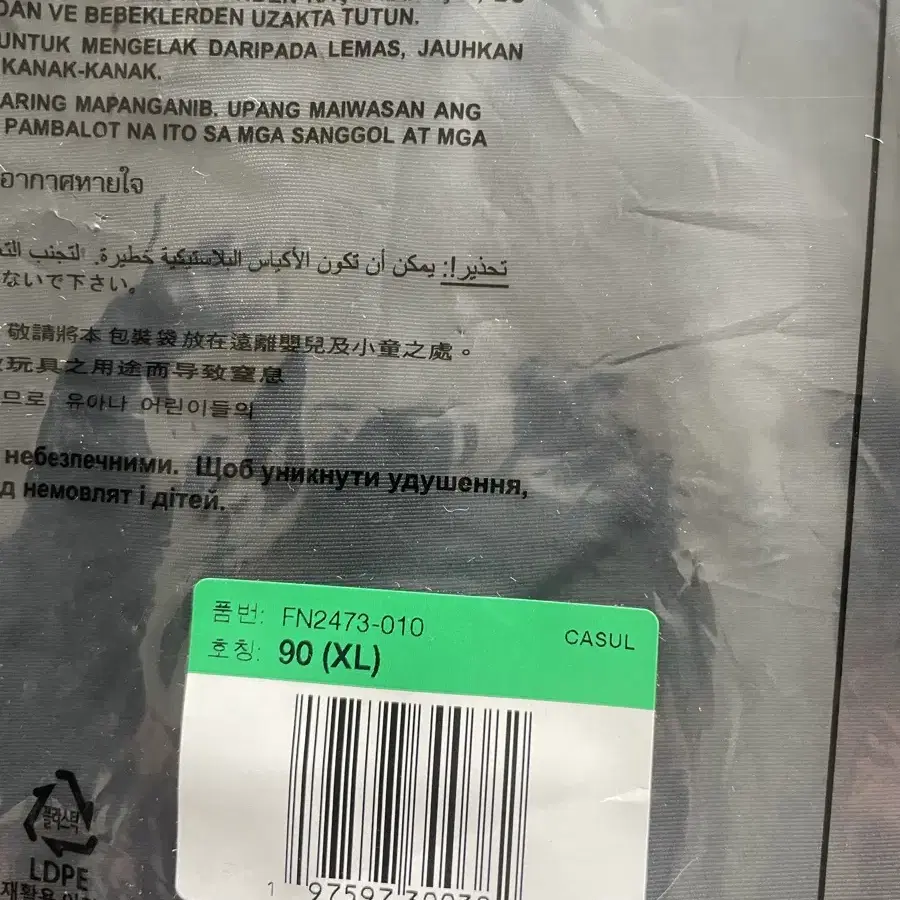 DAN VE BEBEKLERDEN UZAKTA TUTUN.
UNTUK MENGELAK DARIPADA LEMAS, JAUHKAN
KANAK-KANAK.
ARING MAPANGANIB. UPANG MAIWASAN ANG
PAMBALOT NA ITO SA MGA SANGGOL AT MGA
อากาศหายใจ
تحذير!: يمكن أن تكون الأكياس البلاستيكية خطيرة. لتجنب
ないで下さい。
敬請將本包裝袋放在遠離嬰兒及小童之處。
玩具之用途而导致窒息
므로 유아나 어린이들의
небезпечними. Щоб уникнути удушення,
д немовлят і дітей.
품번: FN2473-010
CASUL
호칭: 90 (XL)
플라스틱
LDPE
1 97597 30030